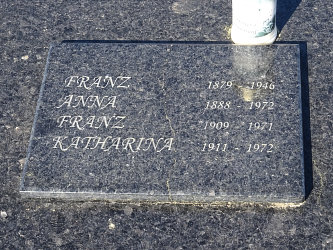 FRANZ 1879 - 1946
ANNA 1888 - 1972
FRANZ 1909 - 1971
KATHARINA 1911 - 1972